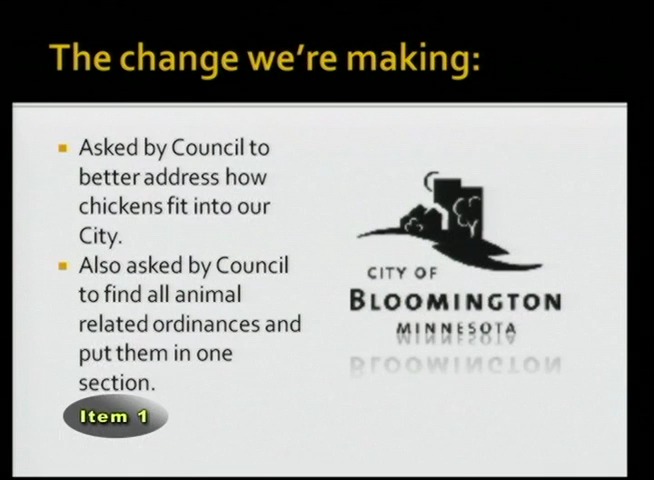 The change we're making:
Asked by Council to
better address how
chickens fit into our
City.
Also asked by Council
to find all animal
related ordinances and
put them in one
section.
Item 1
CITY OF
BLOOMINGTON
MINNESOTA